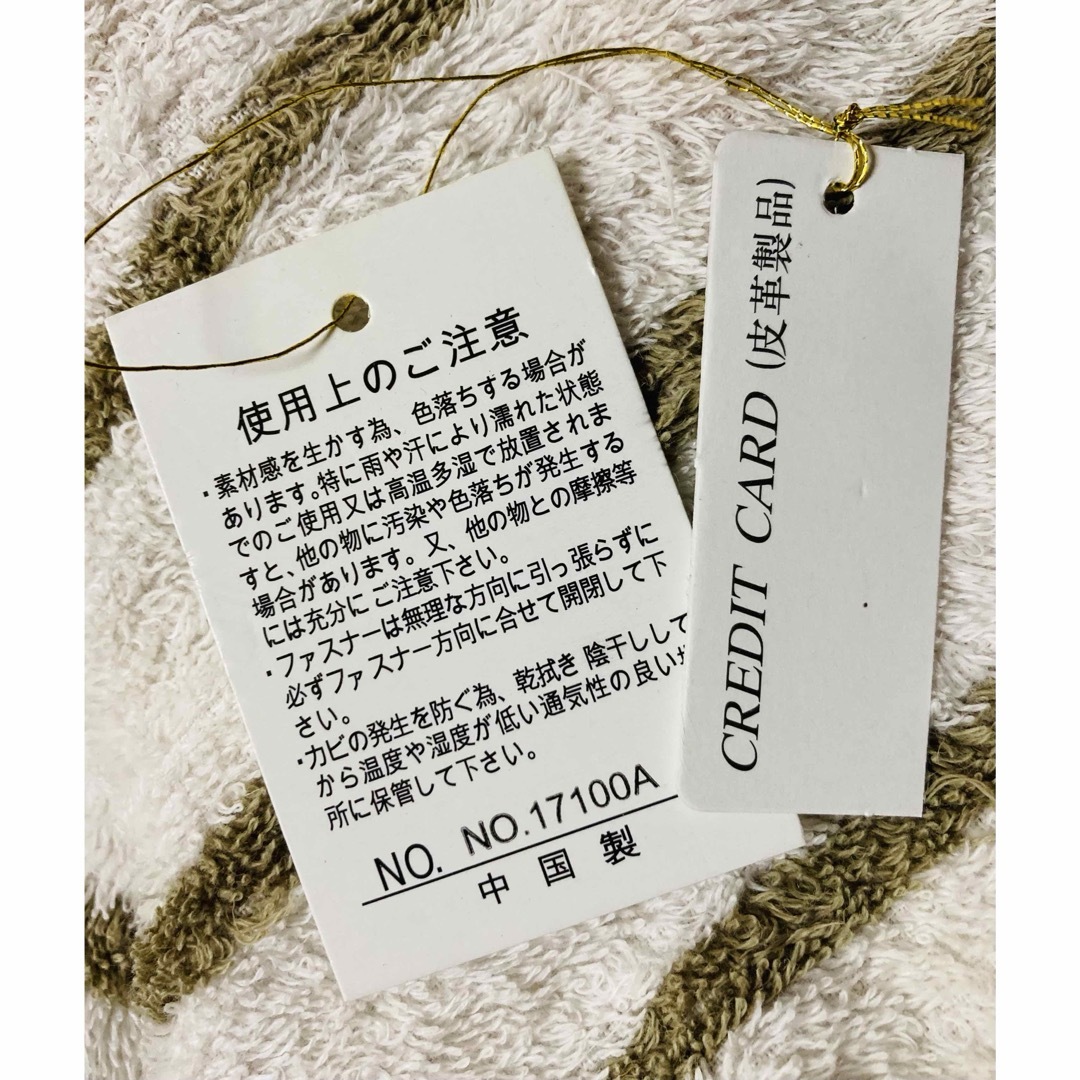 使用上のご注意
・素材感を生かす為、色落ちする場合が
あります。特に雨や汗により濡れた状態
でのご使用又は高温多湿で放置されま
すと、他の物に汚染や色落ちが発生する
場合があります。又、他の物との摩擦等
には充分にご注意下さい。
・ファスナーは無理な方向に引っ張らずに
必ずファスナー方向に合せて開閉して下
さい。
・カビの発生を防ぐ為、乾拭き 陰干しして
から温度や湿度が低い通気性の良い
所に保管して下さい。
NO. NO.17100A
中国製
CREDIT CARD (皮革製品)